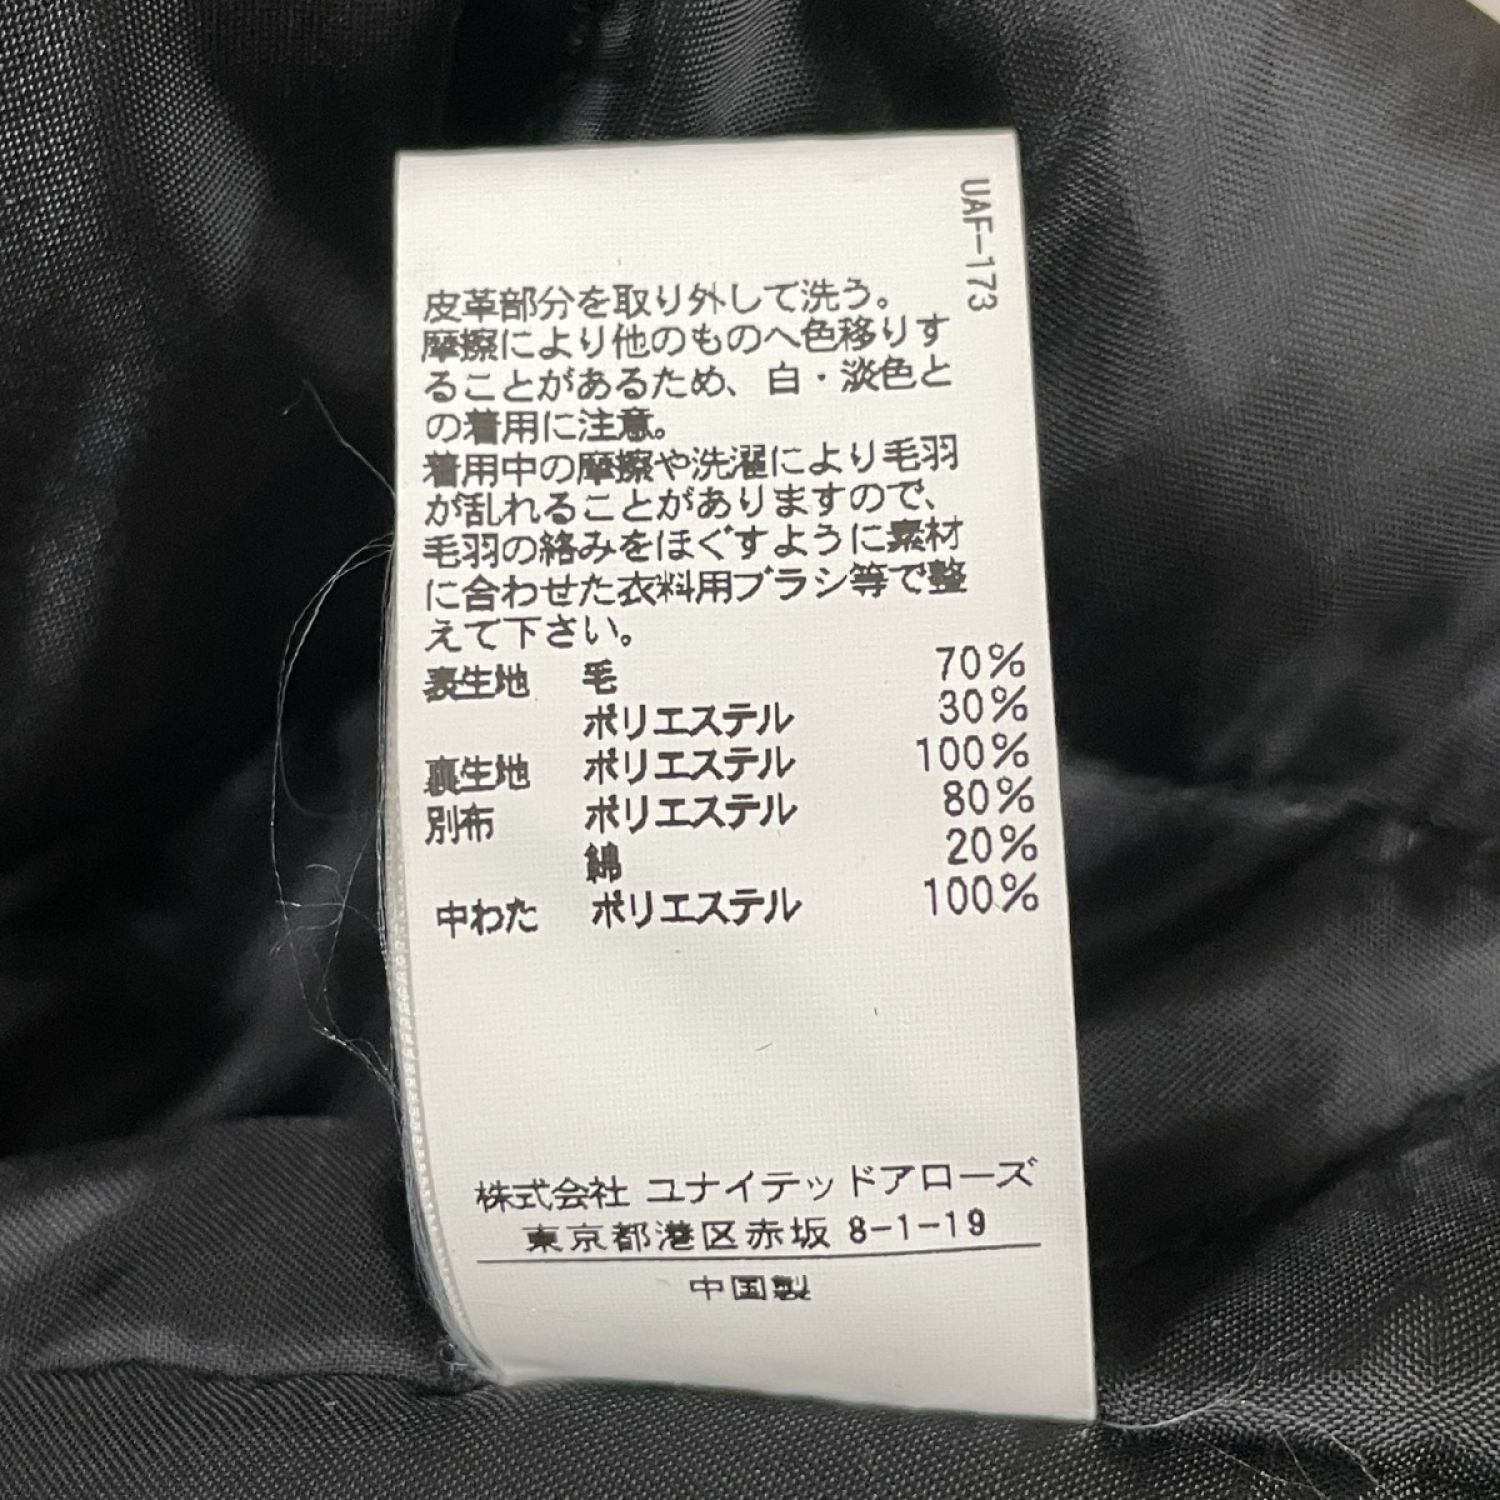 UAF-173
皮革部分を取り外して洗う。
摩擦により他のものへ色移りす
ることがあるため、白・淡色と
の着用に注意。
着用中の摩擦や洗濯により毛羽
が乱れることがありますので、
毛羽の絡みをほぐすように素材
に合わせた衣料用ブラシ等で整
えて下さい。
表生地 毛 70%
ポリエステル 30%
裏生地 ポリエステル 100%
別布 ポリエステル 80%
綿 20%
中わた ポリエステル 100%
株式会社 ユナイテッドアローズ
東京都港区赤坂 8-1-19
中国製